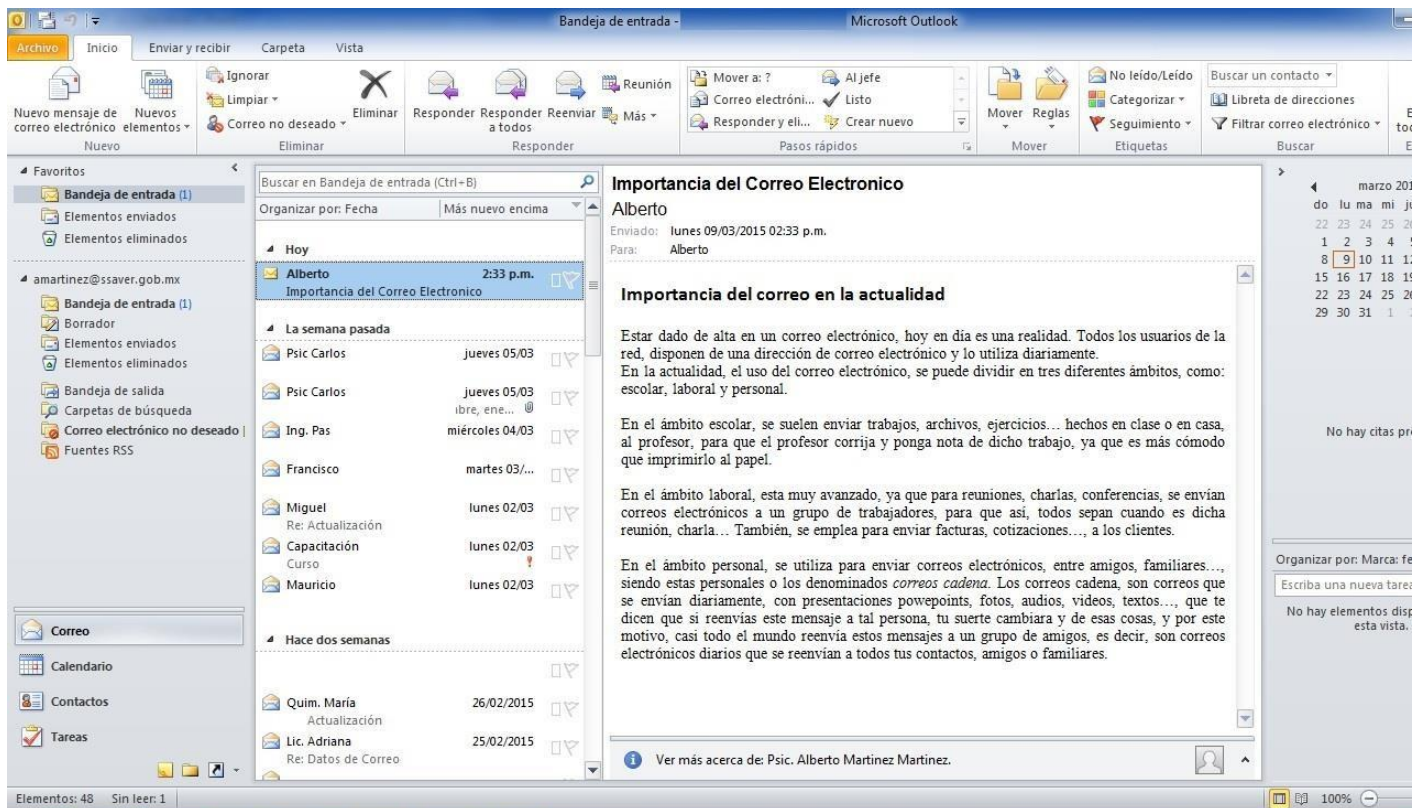 Bandeja de entrada - Microsoft Outlook
Archivo Inicio Enviar y recibir Carpeta Vista
Nuevo mensaje de correo electrónico
Nuevos elementos
Nuevo
Ignorar
Limpiar
Correo no deseado
Eliminar
Eliminar
Responder
Responder a todos
Reenviar
Reunión
Más
Responder
Mover a: ?
Correo electróni...
Responder y eli...
Al jefe
Listo
Crear nuevo
Pasos rápidos
Mover
Reglas
Mover
No leído/Leído
Categorizar
Seguimiento
Etiquetas
Buscar un contacto
Libreta de direcciones
Filtrar correo electrónico
Buscar
Favoritos
Bandeja de entrada (1)
Elementos enviados
Elementos eliminados
amartinez@ssaver.gob.mx
Bandeja de entrada (1)
Borrador
Elementos enviados
Elementos eliminados
Bandeja de salida
Carpetas de búsqueda
Correo electrónico no deseado
Fuentes RSS
Correo
Calendario
Contactos
Tareas
Buscar en Bandeja de entrada (Ctrl+B)
Organizar por: Fecha Más nuevo encima
Hoy
Alberto 2:33 p.m.
Importancia del Correo Electronico
La semana pasada
Psic Carlos jueves 05/03
Psic Carlos jueves 05/03
ibre, ene...
Ing. Pas miércoles 04/03
Francisco martes 03/...
Miguel lunes 02/03
Re: Actualización
Capacitación lunes 02/03
Curso
Mauricio lunes 02/03
Hace dos semanas
Quim. María 26/02/2015
Actualización
Lic. Adriana 25/02/2015
Re: Datos de Correo
Importancia del Correo Electronico
Alberto
Enviado: lunes 09/03/2015 02:33 p.m.
Para: Alberto
Importancia del correo en la actualidad
Estar dado de alta en un correo electrónico, hoy en día es una realidad. Todos los usuarios de la
red, disponen de una dirección de correo electrónico y lo utiliza diariamente.
En la actualidad, el uso del correo electrónico, se puede dividir en tres diferentes ámbitos, como:
escolar, laboral y personal.
En el ámbito escolar, se suelen enviar trabajos, archivos, ejercicios... hechos en clase o en casa,
al profesor, para que el profesor corrija y ponga nota de dicho trabajo, ya que es más cómodo
que imprimirlo al papel.
En el ámbito laboral, esta muy avanzado, ya que para reuniones, charlas, conferencias, se envían
correos electrónicos a un grupo de trabajadores, para que así, todos sepan cuando es dicha
reunión, charla... También, se emplea para enviar facturas, cotizaciones..., a los clientes.
En el ámbito personal, se utiliza para enviar correos electrónicos, entre amigos, familiares...,
siendo estas personales o los denominados correos cadena. Los correos cadena, son correos que
se envían diariamente, con presentaciones powepoints, fotos, audios, videos, textos..., que te
dicen que si reenvías este mensaje a tal persona, tu suerte cambiara y de esas cosas, y por este
motivo, casi todo el mundo reenvía estos mensajes a un grupo de amigos, es decir, son correos
electrónicos diarios que se reenvían a todos tus contactos, amigos o familiares.
Ver más acerca de: Psic. Alberto Martinez Martinez.
marzo 201
do lu ma mi ju
22 23 24 25 26
1 2 3 4 5
8 9 10 11 12
15 16 17 18 19
22 23 24 25 26
29 30 31 1
No hay citas pr
Organizar por: Marca: fe
Escriba una nueva tarea
No hay elementos disp
esta vista.
Elementos: 48 Sin leer: 1
100%